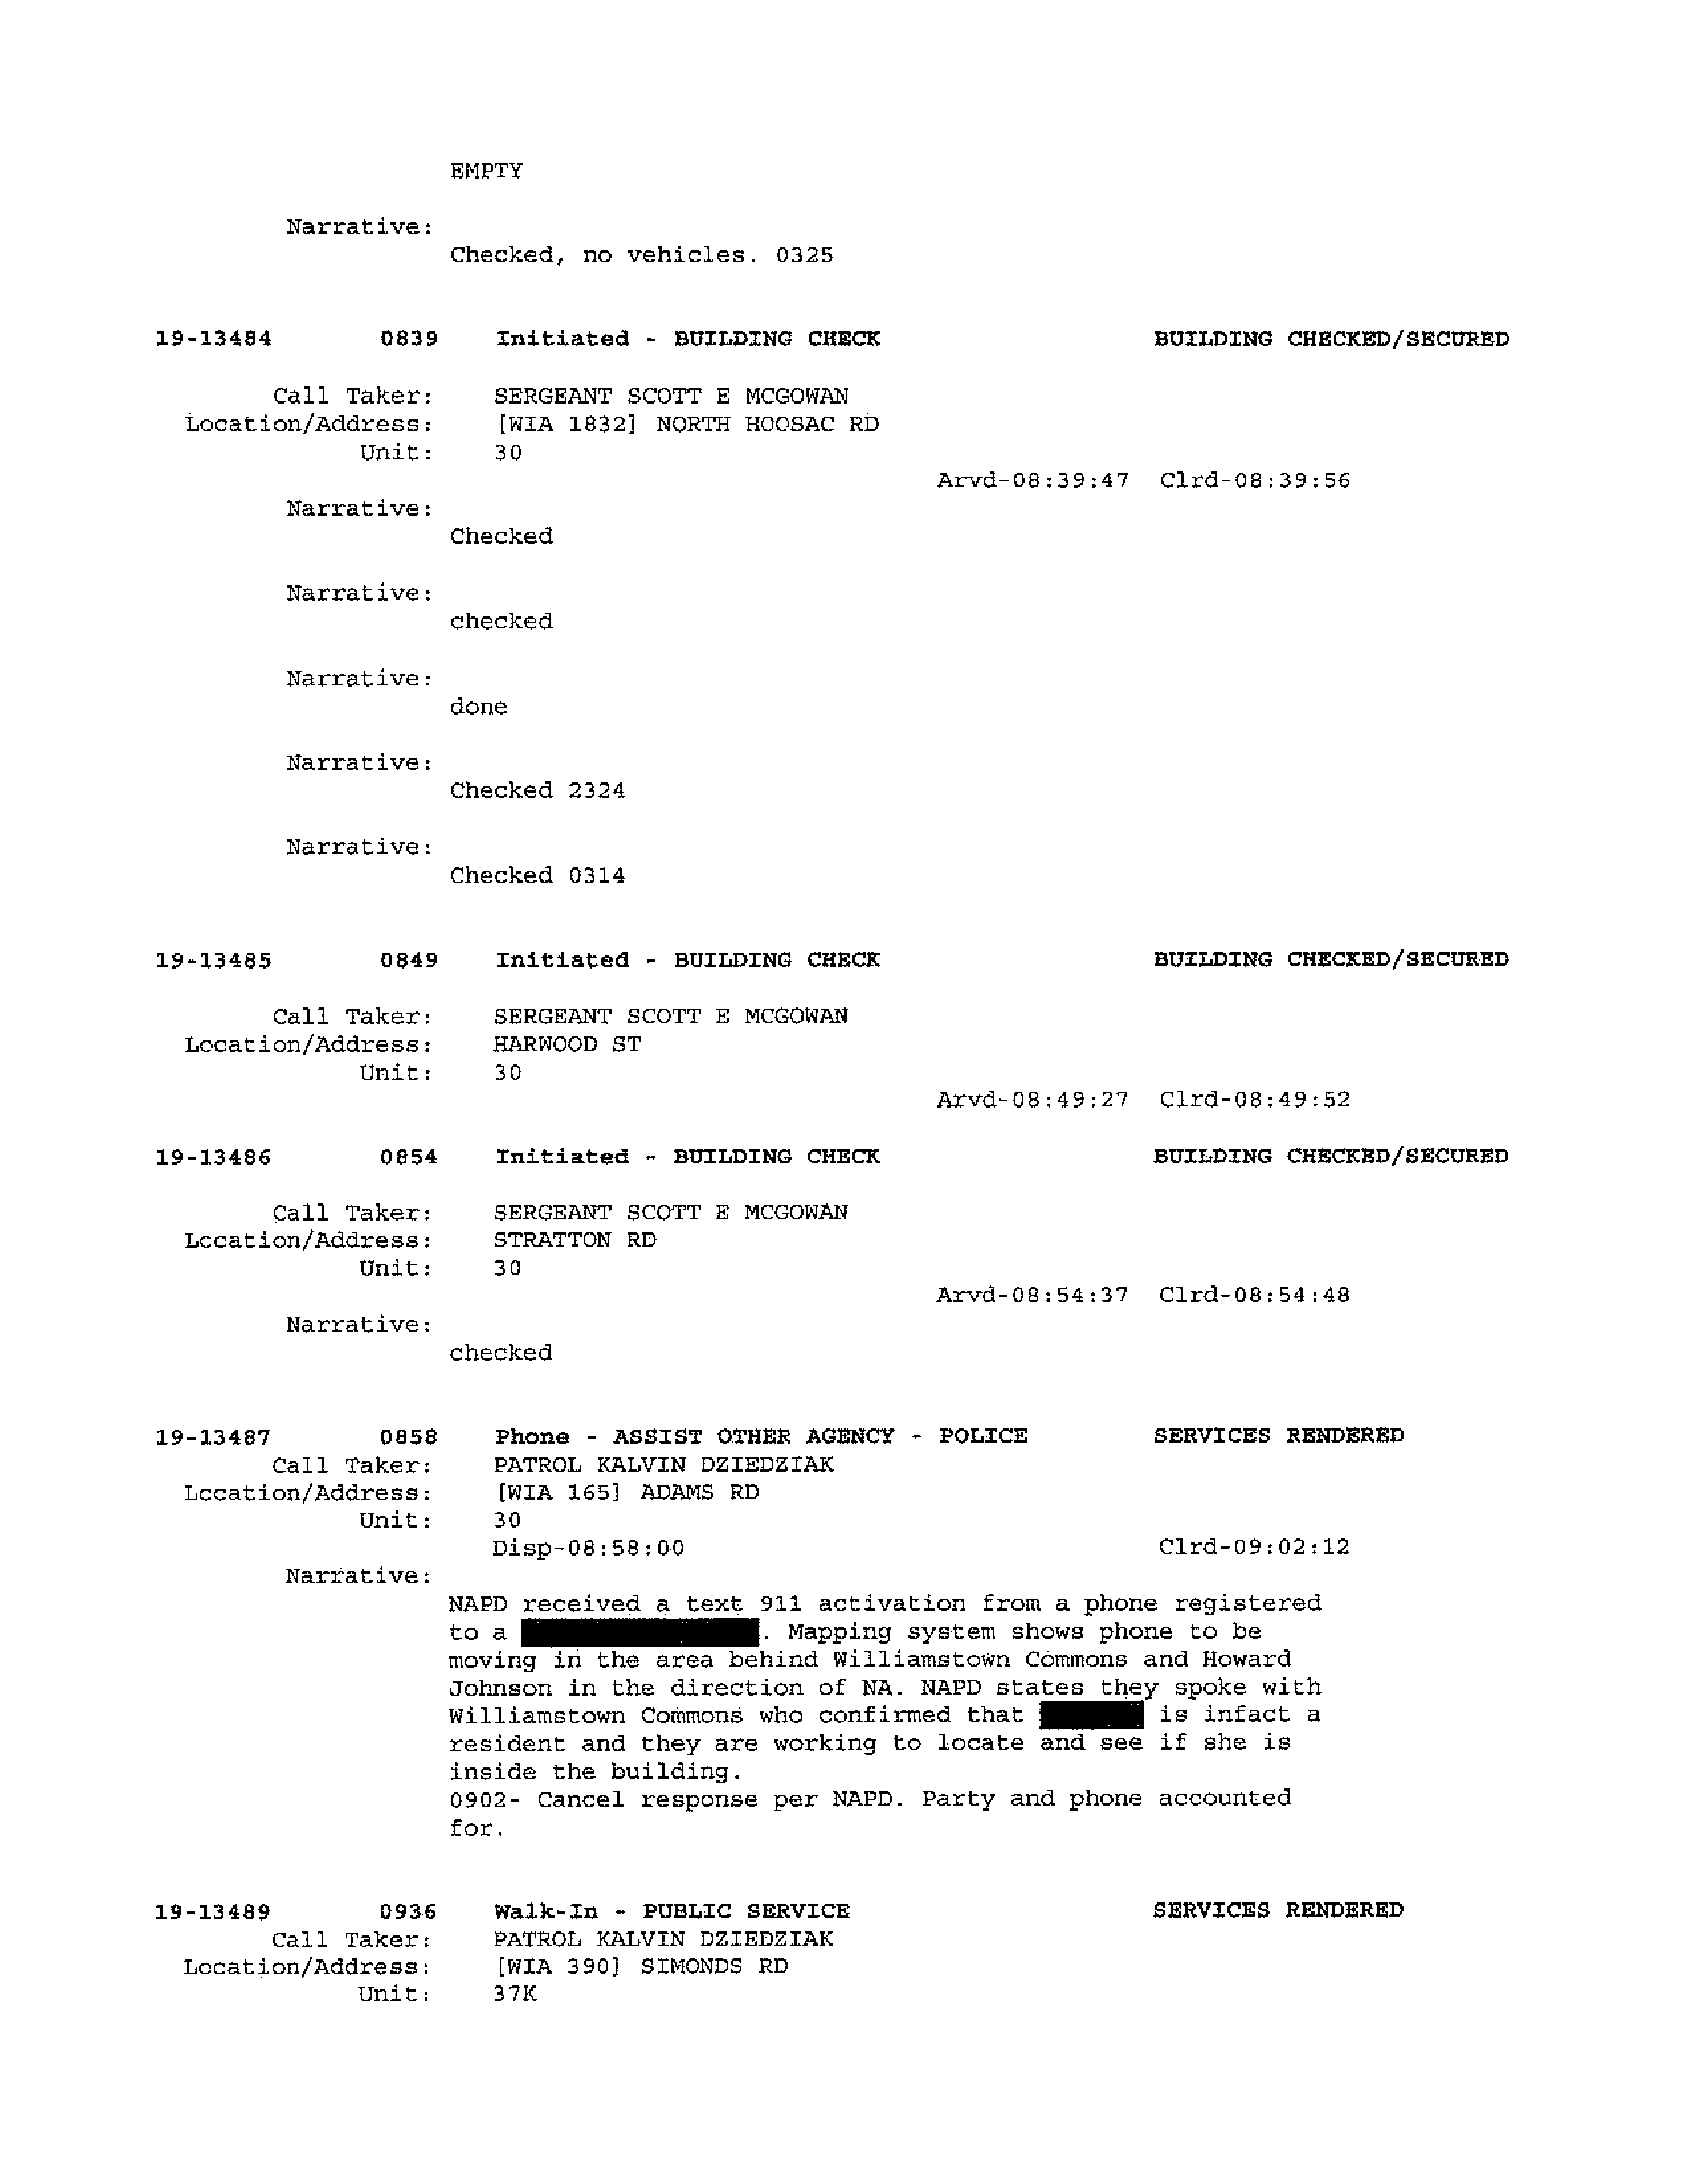 EMPTY
Narrative:
Checked, no vehicles. 0325
19-13484 0839 Initiated - BUILDING CHECK BUILDING CHECKED/SECURED
Call Taker: SERGEANT SCOTT E MCGOWAN
Location/Address: [WIA 1832] NORTH HOOSAC RD
Unit: 30
Arvd-08:39:47 Clrd-08:39:56
Narrative:
Checked
Narrative:
checked
Narrative:
done
Narrative:
Checked 2324
Narrative:
Checked 0314
19-13485 0849 Initiated - BUILDING CHECK BUILDING CHECKED/SECURED
Call Taker: SERGEANT SCOTT E MCGOWAN
Location/Address: HARWOOD ST
Unit: 30
Arvd-08:49:27 Clrd-08:49:52
19-13486 0854 Initiated - BUILDING CHECK BUILDING CHECKED/SECURED
Call Taker: SERGEANT SCOTT E MCGOWAN
Location/Address: STRATTON RD
Unit: 30
Arvd-08:54:37 Clrd-08:54:48
Narrative:
checked
19-13487 0858 Phone - ASSIST OTHER AGENCY - POLICE SERVICES RENDERED
Call Taker: PATROL KALVIN DZIEDZIAK
Location/Address: [WIA 165] ADAMS RD
Unit: 30
Disp-08:58:00 Clrd-09:02:12
Narrative:
NAPD received a text 911 activation from a phone registered
to a . Mapping system shows phone to be
moving in the area behind Williamstown Commons and Howard
Johnson in the direction of NA. NAPD states they spoke with
Williamstown Commons who confirmed that is infact a
resident and they are working to locate and see if she is
inside the building.
0902- Cancel response per NAPD. Party and phone accounted
for.
19-13489 0936 Walk-In - PUBLIC SERVICE SERVICES RENDERED
Call Taker: PATROL KALVIN DZIEDZIAK
Location/Address: [WIA 390] SIMONDS RD
Unit: 37K